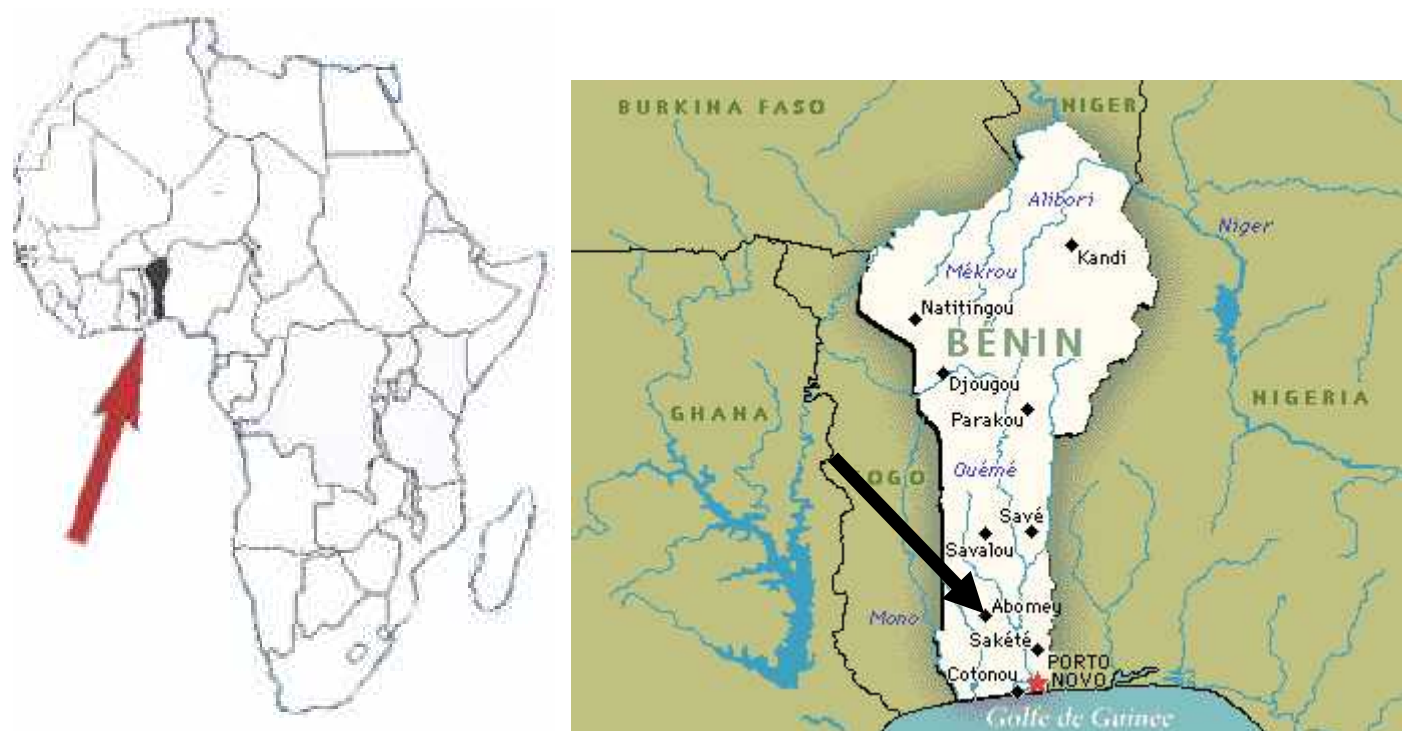 BURKINA FASO
NIGER
Alibori
Niger
Kandi
Mékrou
Natitingou
BÉNIN
Djougou
NIGERIA
GHANA
Parakou
Ouémé
OGO
Savé
Savalou
Abomey
Mono
Sakété
PORTO
NOVO
Cotonou
Golfe de Guinée